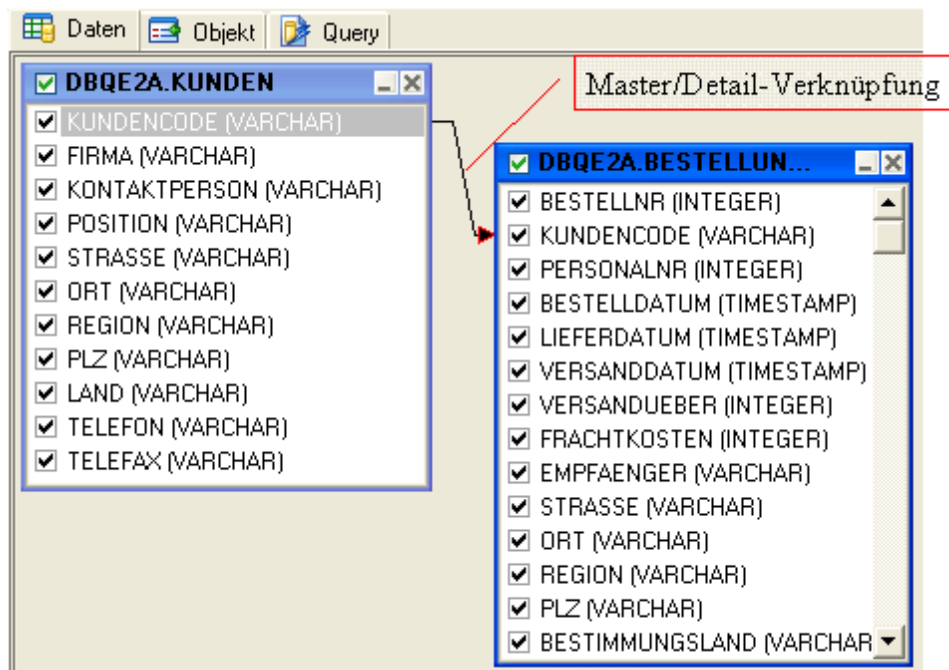 Daten Objekt Query
DBQE2A.KUNDEN
KUNDENCODE (VARCHAR)
FIRMA (VARCHAR)
KONTAKTPERSON (VARCHAR)
POSITION (VARCHAR)
STRASSE (VARCHAR)
ORT (VARCHAR)
REGION (VARCHAR)
PLZ (VARCHAR)
LAND (VARCHAR)
TELEFON (VARCHAR)
TELEFAX (VARCHAR)
Master/Detail-Verknüpfung
DBQE2A.BESTELLUN...
BESTELLNR (INTEGER)
KUNDENCODE (VARCHAR)
PERSONALNR (INTEGER)
BESTELLDATUM (TIMESTAMP)
LIEFERDATUM (TIMESTAMP)
VERSANDDATUM (TIMESTAMP)
VERSANDUEBER (INTEGER)
FRACHTKOSTEN (INTEGER)
EMPFAENGER (VARCHAR)
STRASSE (VARCHAR)
ORT (VARCHAR)
REGION (VARCHAR)
PLZ (VARCHAR)
BESTIMMUNGSLAND (VARCHAR